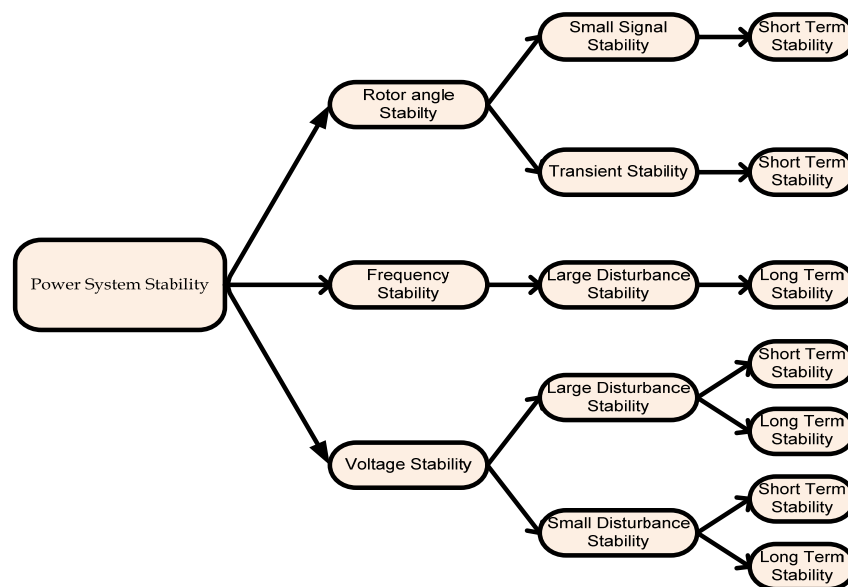 Power System Stability
Rotor angle
Stabilty
Small Signal
Stability
Short Term
Stability
Transient Stability
Short Term
Stability
Frequency
Stability
Large Disturbance
Stability
Long Term
Stability
Voltage Stability
Large Disturbance
Stability
Short Term
Stability
Long Term
Stability
Small Disturbance
Stability
Short Term
Stability
Long Term
Stability